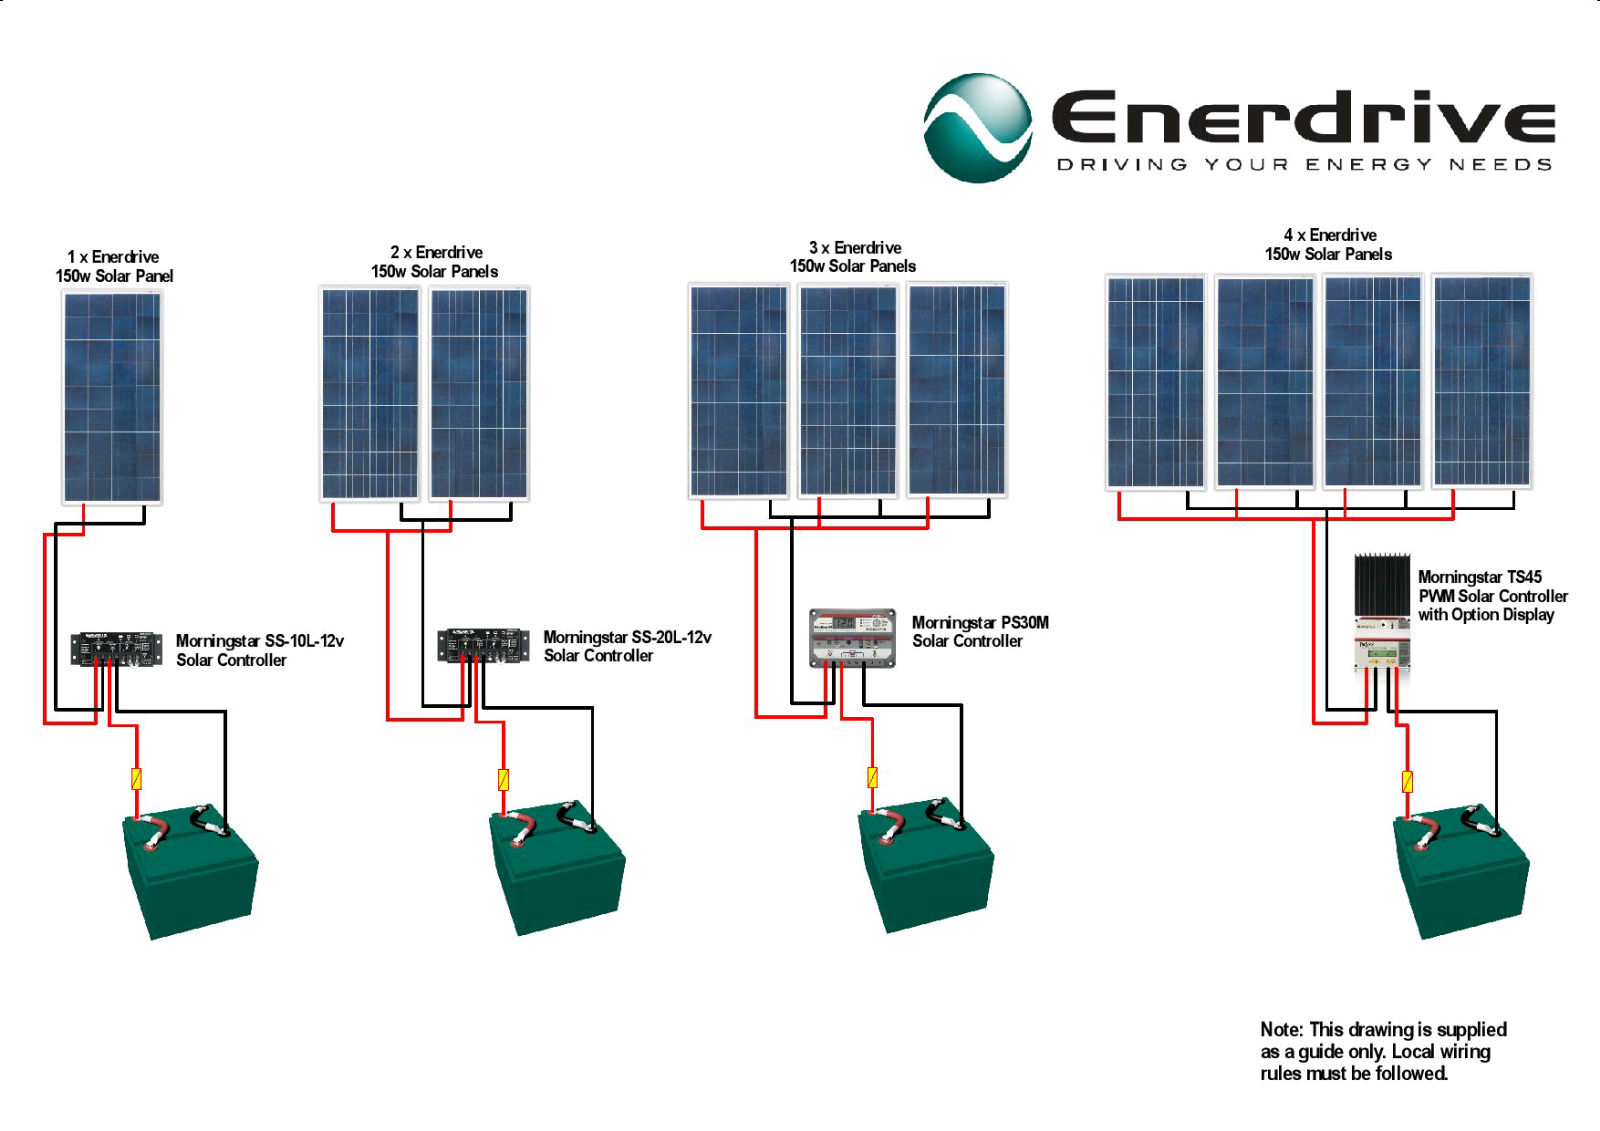 Enerdrive
DRIVING YOUR ENERGY NEEDS
1 x Enerdrive
150w Solar Panel
2 x Enerdrive
150w Solar Panels
3 x Enerdrive
150w Solar Panels
4 x Enerdrive
150w Solar Panels
Morningstar SS-10L-12v
Solar Controller
Morningstar SS-20L-12v
Solar Controller
Morningstar PS30M
Solar Controller
Morningstar TS45
PWM Solar Controller
with Option Display
Note: This drawing is supplied
as a guide only. Local wiring
rules must be followed.